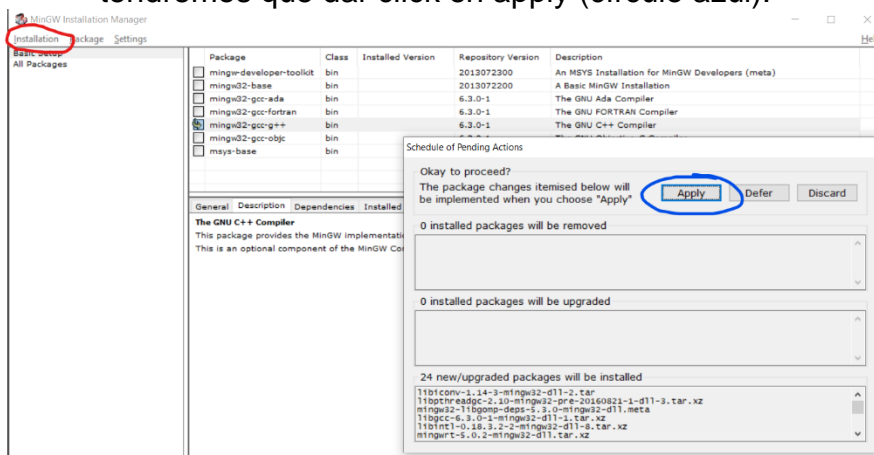 tendremos que dar click en apply (círculo azul).
MinGW Installation Manager
Installation Package Settings
Basic Setup
All Packages
Package Class Installed Version Repository Version Description
mingw-developer-toolkit bin 2013072300 An MSYS Installation for MinGW Developers (meta)
mingw32-base bin 2013072200 A Basic MinGW Installation
mingw32-gcc-ada bin 6.3.0-1 The GNU Ada Compiler
mingw32-gcc-fortran bin 6.3.0-1 The GNU FORTRAN Compiler
mingw32-gcc-g++ bin 6.3.0-1 The GNU C++ Compiler
mingw32-gcc-objc bin
msys-base bin
General Description Dependencies Installed
The GNU C++ Compiler
This package provides the MinGW
This is an optional component of the MinGW
Schedule of Pending Actions
Okay to proceed?
The package changes itemised below will
be implemented when you choose "Apply"
Apply Defer Discard
0 installed packages will be removed
0 installed packages will be upgraded
24 new/upgraded packages will be installed
libiconv-1.14-3-mingw32-dll-2.tar
libpthreadgc-2.10-mingw32-pre-20160821-1-dll-3.tar.xz
mingw32-libgomp-deps-5.3.0-mingw32-dll.meta
libgcc-6.3.0-1-mingw32-dll-1.tar.xz
libintl-0.18.3.2-2-mingw32-dll-8.tar.xz
mingwrt-5.0.2-mingw32-dll.tar.xz